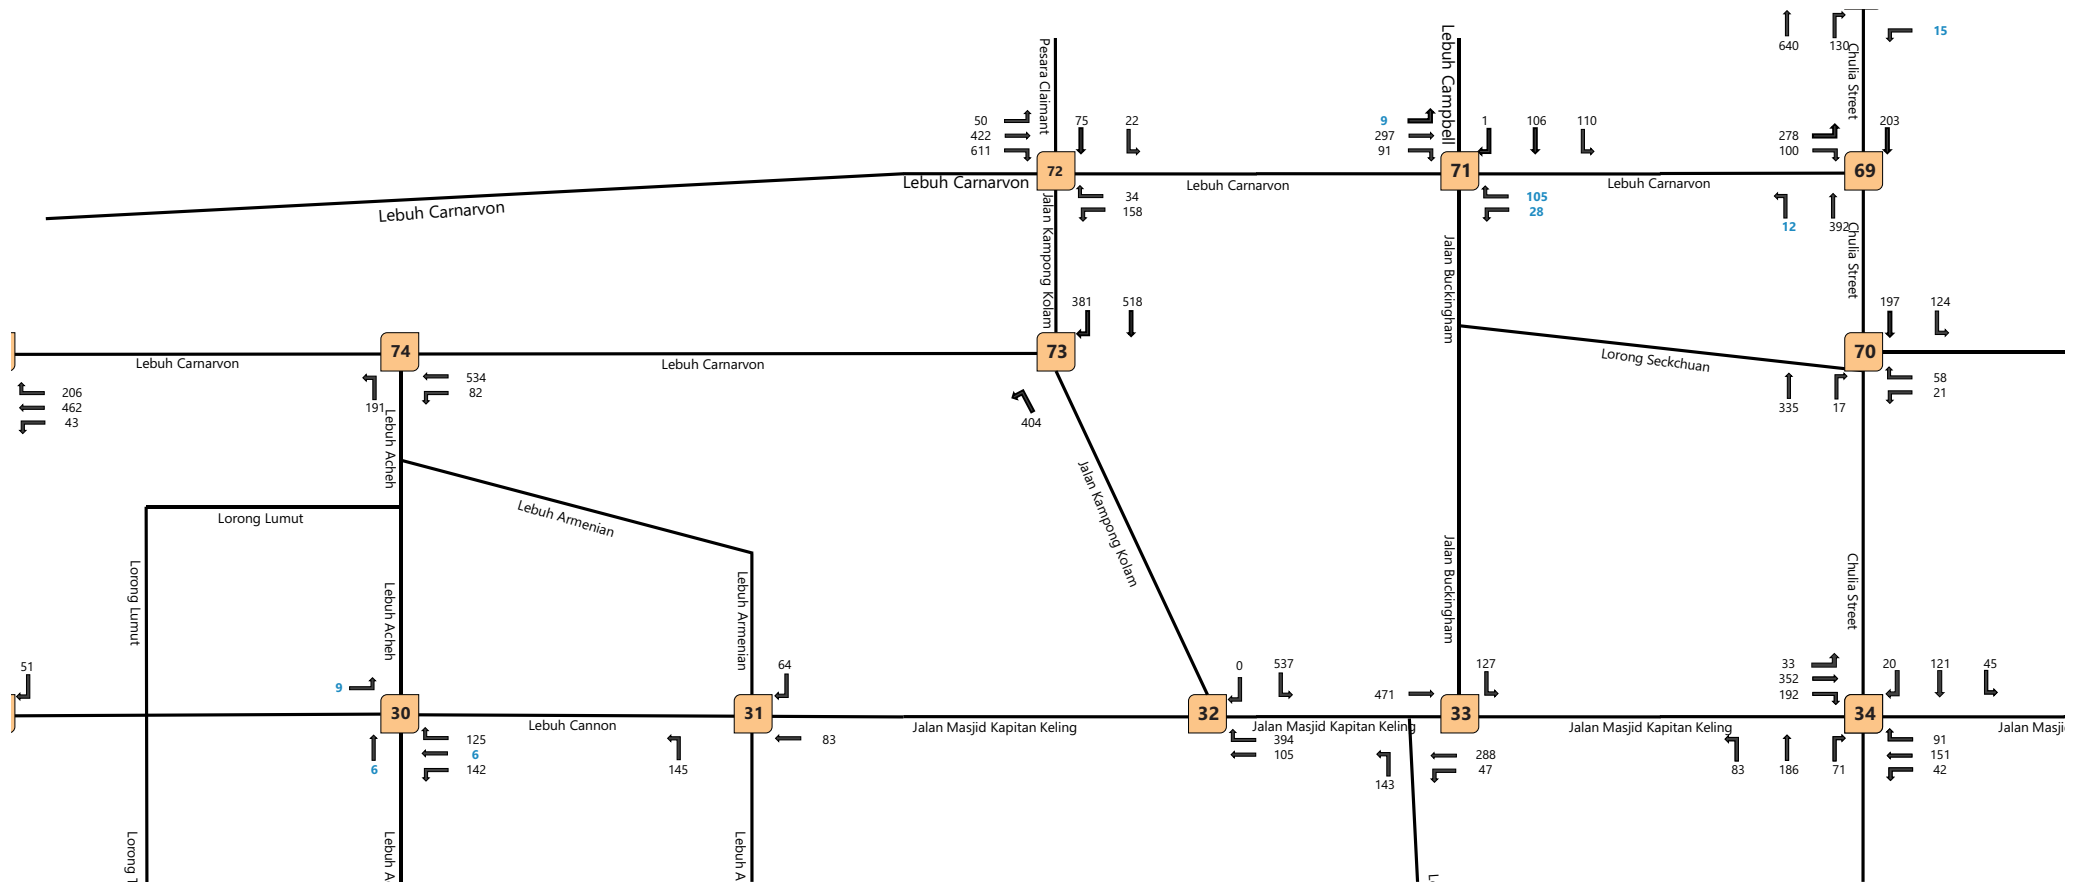 640
130
15
Chulia Street
Pesara Claimant
Lebuh Campbell
50
422
611
75
22
9
297
91
1
106
110
278
100
203
72
71
69
Lebuh Carnarvon
Lebuh Carnarvon
Lebuh Carnarvon
Lebuh Carnarvon
34
158
105
28
12
392
Jalan Kampong Kolam
Jalan Buckingham
Chulia Street
381
518
197
124
74
73
70
Lebuh Carnarvon
Lebuh Carnarvon
Lorong Seckchuan
206
462
43
191
534
82
404
335
17
58
21
Lebuh Acheh
Lorong Lumut
Lebuh Armenian
Jalan Kampong Kolam
Lorong Lumut
Lebuh Acheh
Lebuh Armenian
Jalan Buckingham
Chulia Street
51
9
64
0
537
471
127
33
352
192
20
121
45
30
31
32
33
34
Lebuh Cannon
Jalan Masjid Kapitan Keling
Jalan Masjid Kapitan Keling
Jalan Masjid Kapitan Keling
Jalan Masji
6
125
6
142
145
83
394
105
143
288
47
83
186
71
91
151
42
Lorong
Lebuh A
Lebuh A